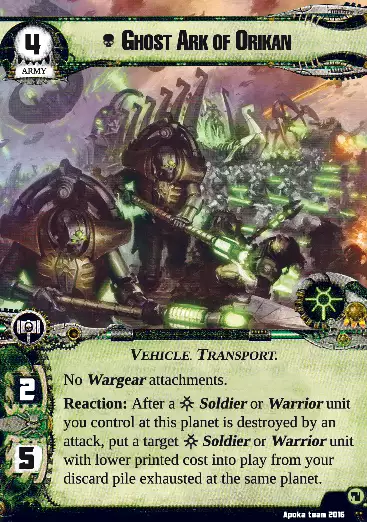 4
GHOST ARK OF ORIKAN
ARMY
VEHICLE. TRANSPORT.
2
5
No Wargear attachments.
Reaction: After a Soldier or Warrior unit
you control at this planet is destroyed by an
attack, put a target Soldier or Warrior unit
with lower printed cost into play from your
discard pile exhausted at the same planet.
Apoka team 2016